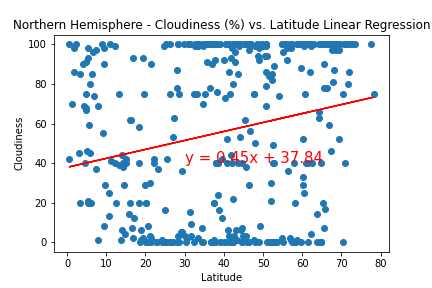 Northern Hemisphere - Cloudiness (%) vs. Latitude Linear Regression
100
80
60
40
20
0
Cloudiness
y = 0.45x + 37.84
0 10 20 30 40 50 60 70 80
Latitude